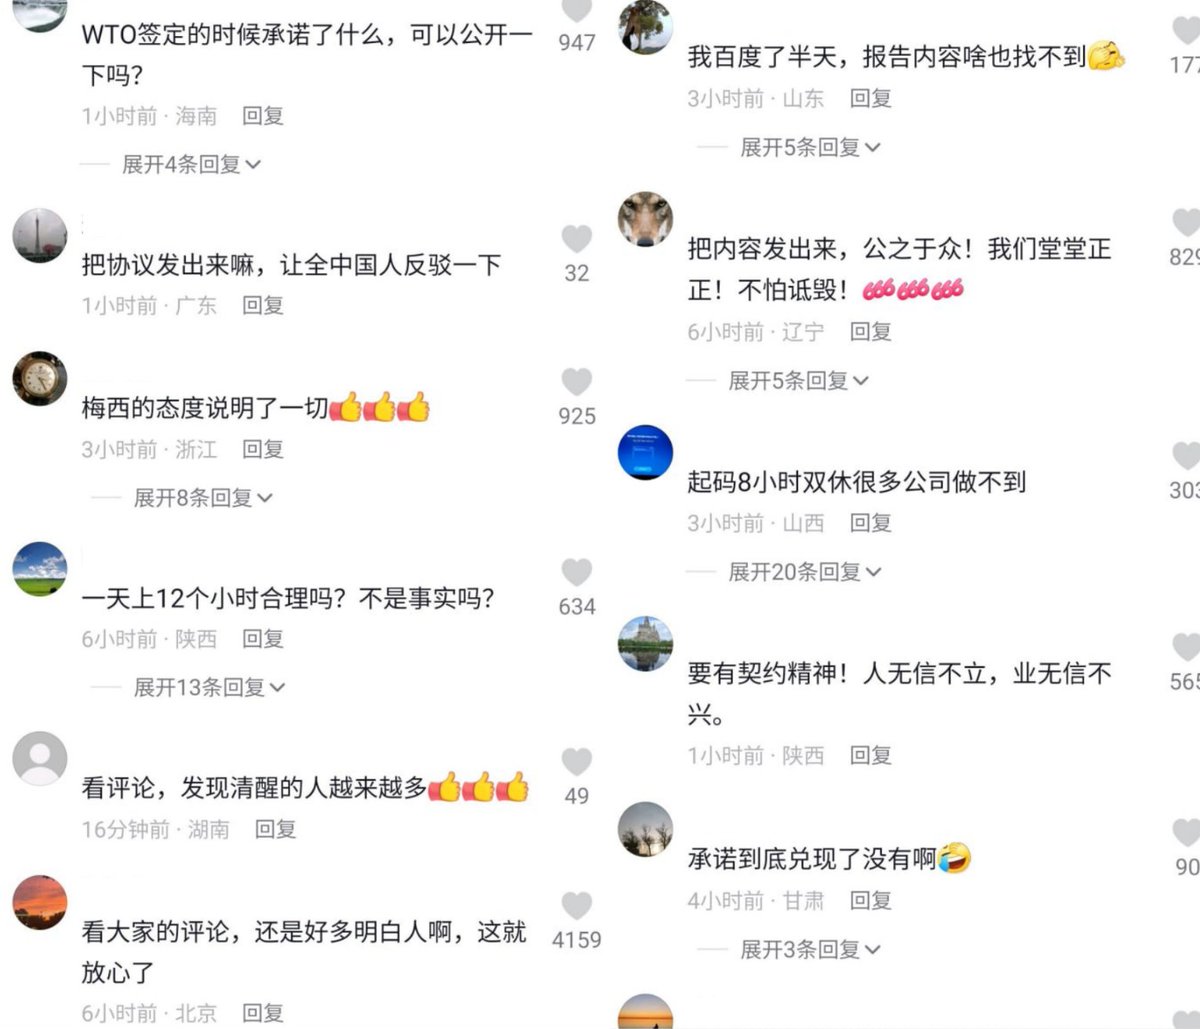 WTO签定的时候承诺了什么，可以公开一
下吗？
947
1小时前 · 海南 回复
展开4条回复
把协议发出来嘛，让全中国人反驳一下
32
1小时前 · 广东 回复
梅西的态度说明了一切
925
3小时前 · 浙江 回复
展开8条回复
一天上12个小时合理吗？不是事实吗？
634
6小时前 · 陕西 回复
展开13条回复
看评论，发现清醒的人越来越多
49
16分钟前 · 湖南 回复
看大家的评论，还是好多明白人啊，这就
放心了
4159
6小时前 · 北京 回复
我百度了半天，报告内容啥也找不到
177
3小时前 · 山东 回复
展开5条回复
把内容发出来，公之于众！我们堂堂正
正！不怕诋毁！666 666 666
829
6小时前 · 辽宁 回复
展开5条回复
起码8小时双休很多公司做不到
303
3小时前 · 山西 回复
展开20条回复
要有契约精神！人无信不立，业无信不
兴。
565
1小时前 · 陕西 回复
承诺到底兑现了没有啊
90
4小时前 · 甘肃 回复
展开3条回复